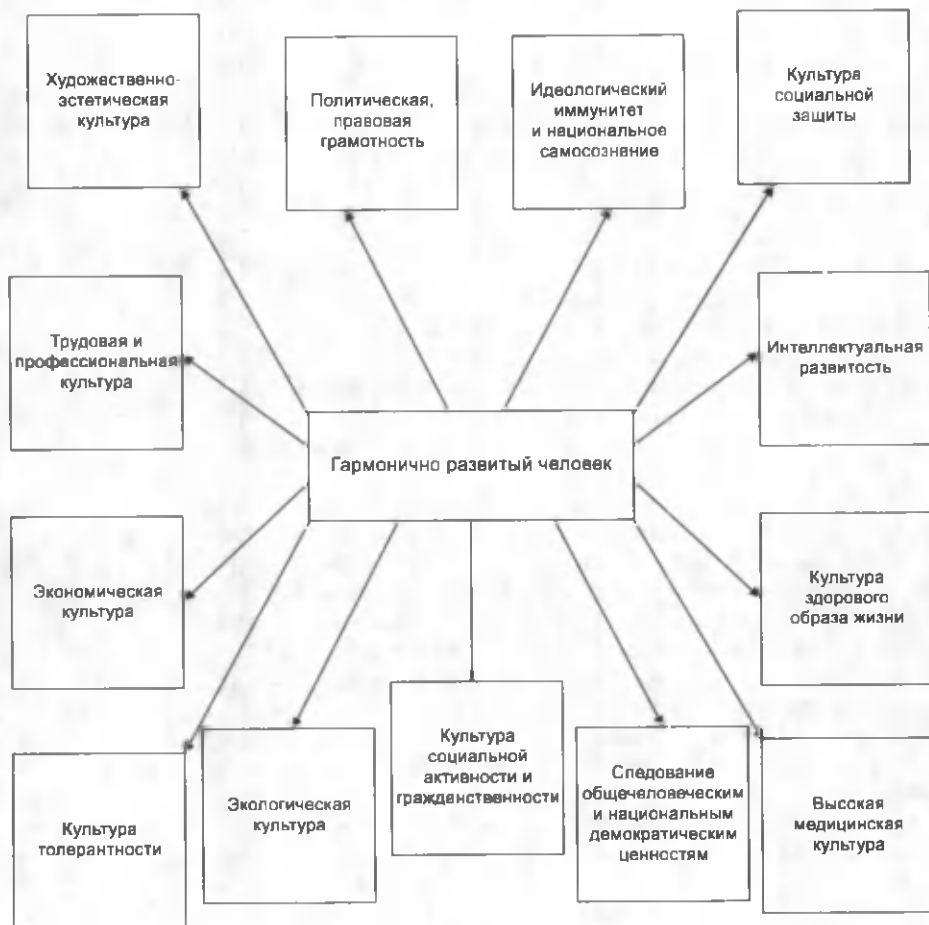 Художественно-
эстетическая
культура
Политическая,
правовая
грамотность
Идеологический
иммунитет
и национальное
самосознание
Культура
социальной
защиты
Трудовая и
профессиональная
культура
Интеллектуальная
развитость
Гармонично развитый человек
Экономическая
культура
Культура
здорового
образа жизни
Культура
толерантности
Экологическая
культура
Культура
социальной
активности и
гражданственности
Следование
общечеловеческим
и национальным
демократическим
ценностям
Высокая
медицинская
культура